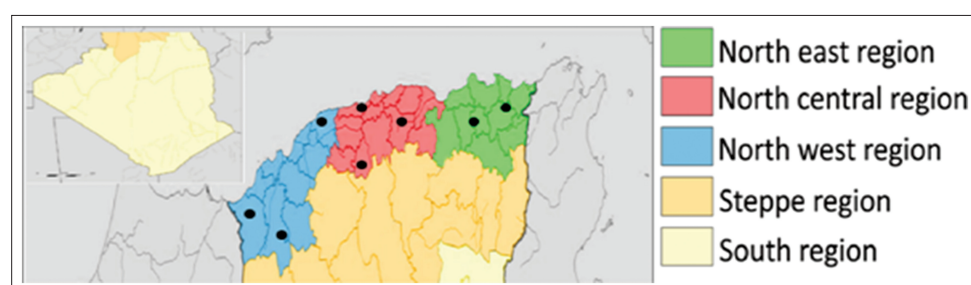 North east region
North central region
North west region
Steppe region
South region